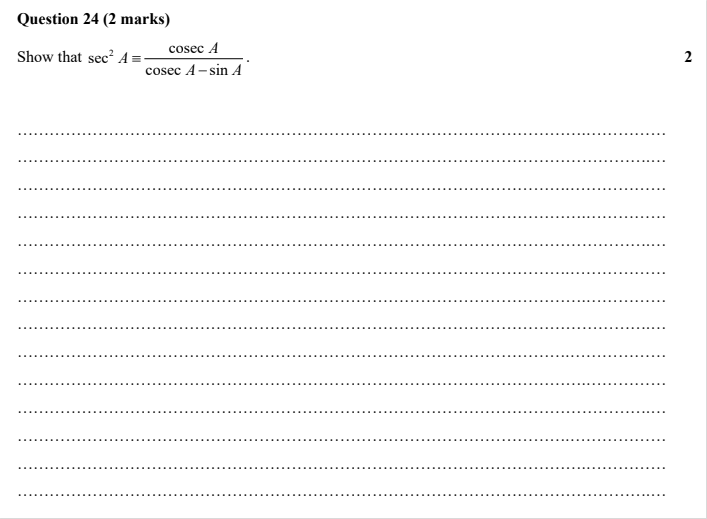 Question 24 (2 marks)
Show that sec² A ≡ cosec A / (cosec A − sin A) . 2